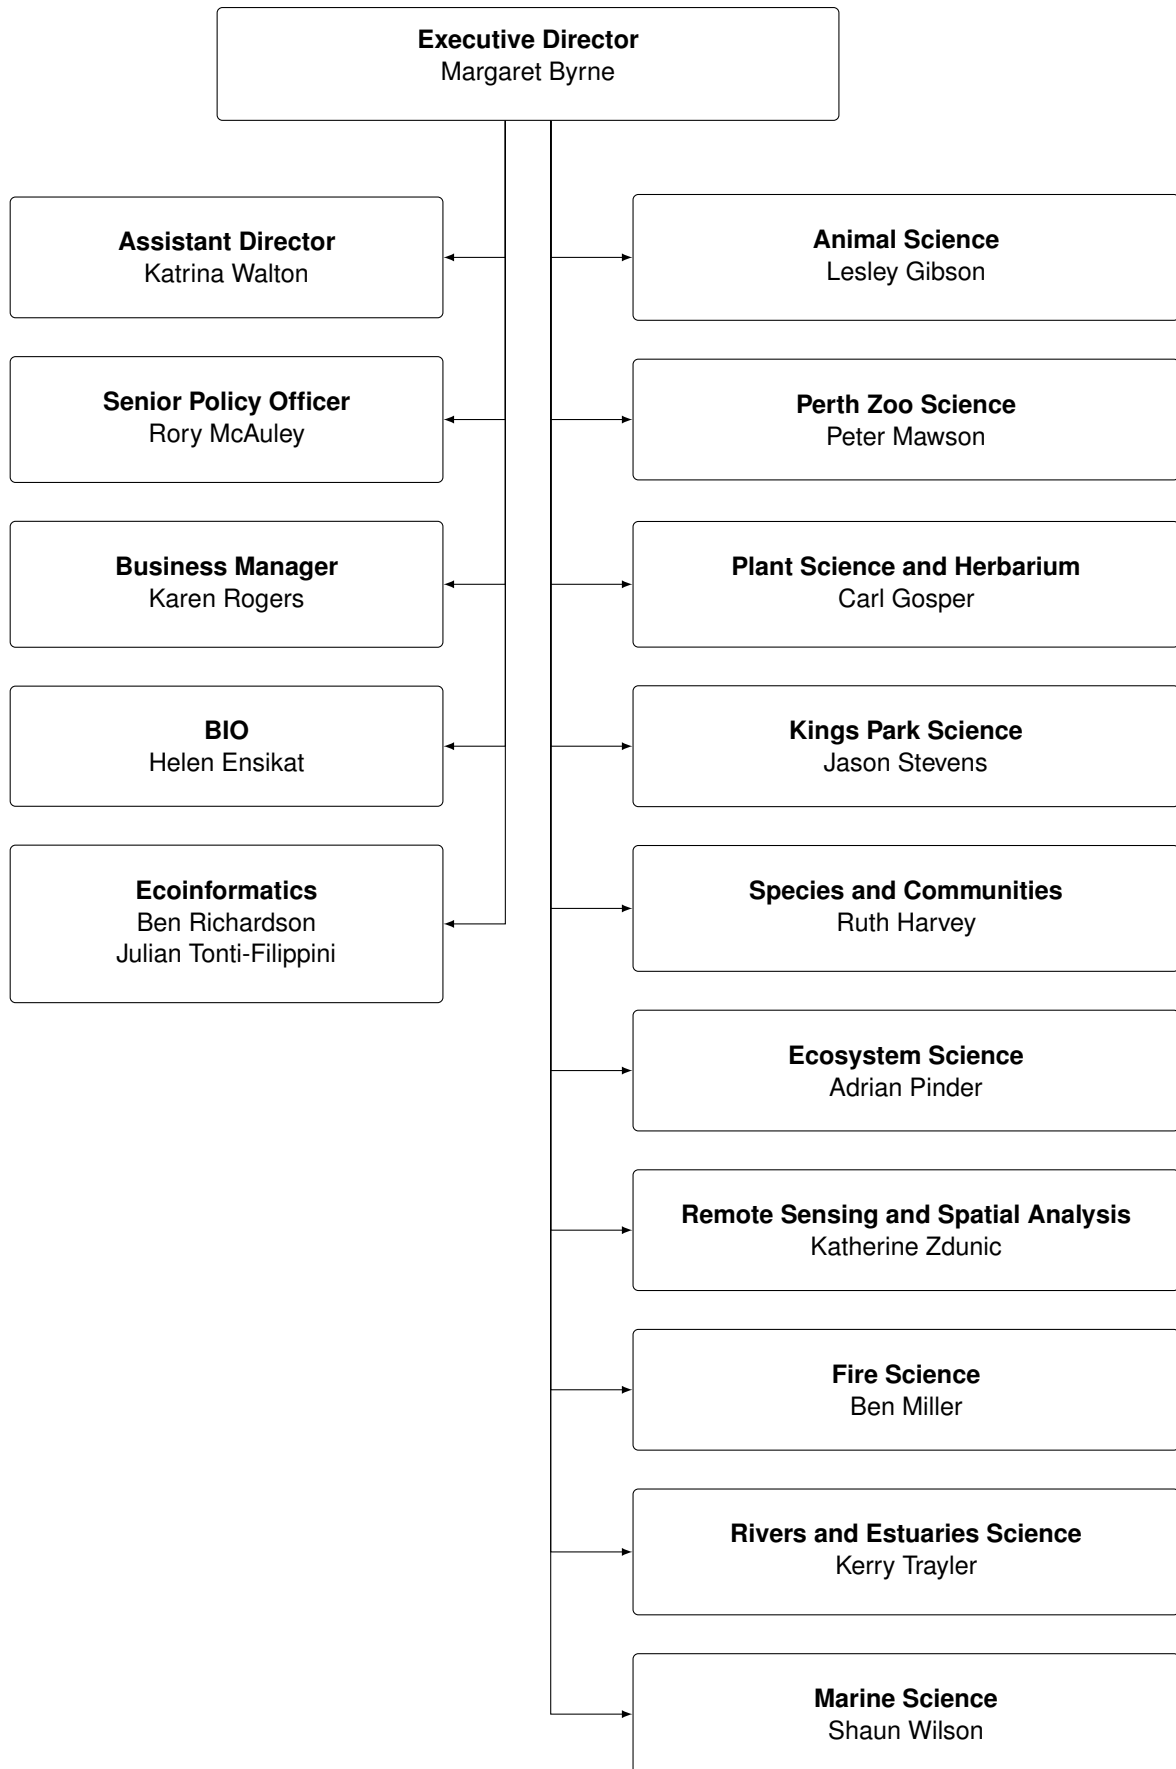 Executive Director
Margaret Byrne
Assistant Director
Katrina Walton
Senior Policy Officer
Rory McAuley
Business Manager
Karen Rogers
BIO
Helen Ensikat
Ecoinformatics
Ben Richardson
Julian Tonti-Filippini
Animal Science
Lesley Gibson
Perth Zoo Science
Peter Mawson
Plant Science and Herbarium
Carl Gosper
Kings Park Science
Jason Stevens
Species and Communities
Ruth Harvey
Ecosystem Science
Adrian Pinder
Remote Sensing and Spatial Analysis
Katherine Zdunic
Fire Science
Ben Miller
Rivers and Estuaries Science
Kerry Trayler
Marine Science
Shaun Wilson